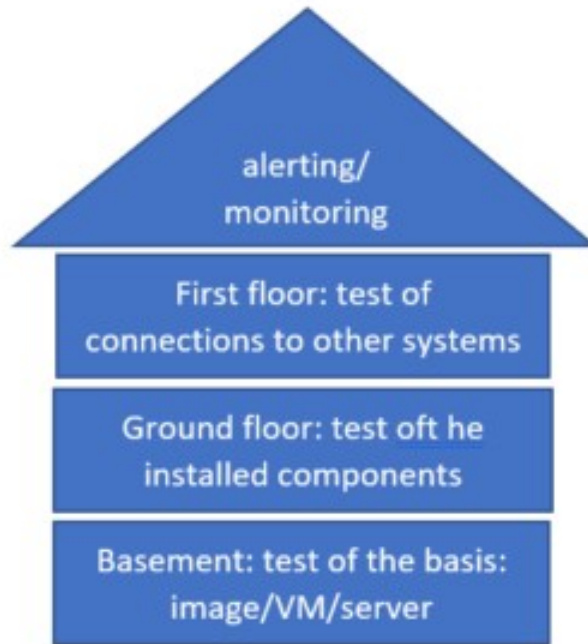 alerting/
monitoring
First floor: test of
connections to other systems
Ground floor: test oft he
installed components
Basement: test of the basis:
image/VM/server